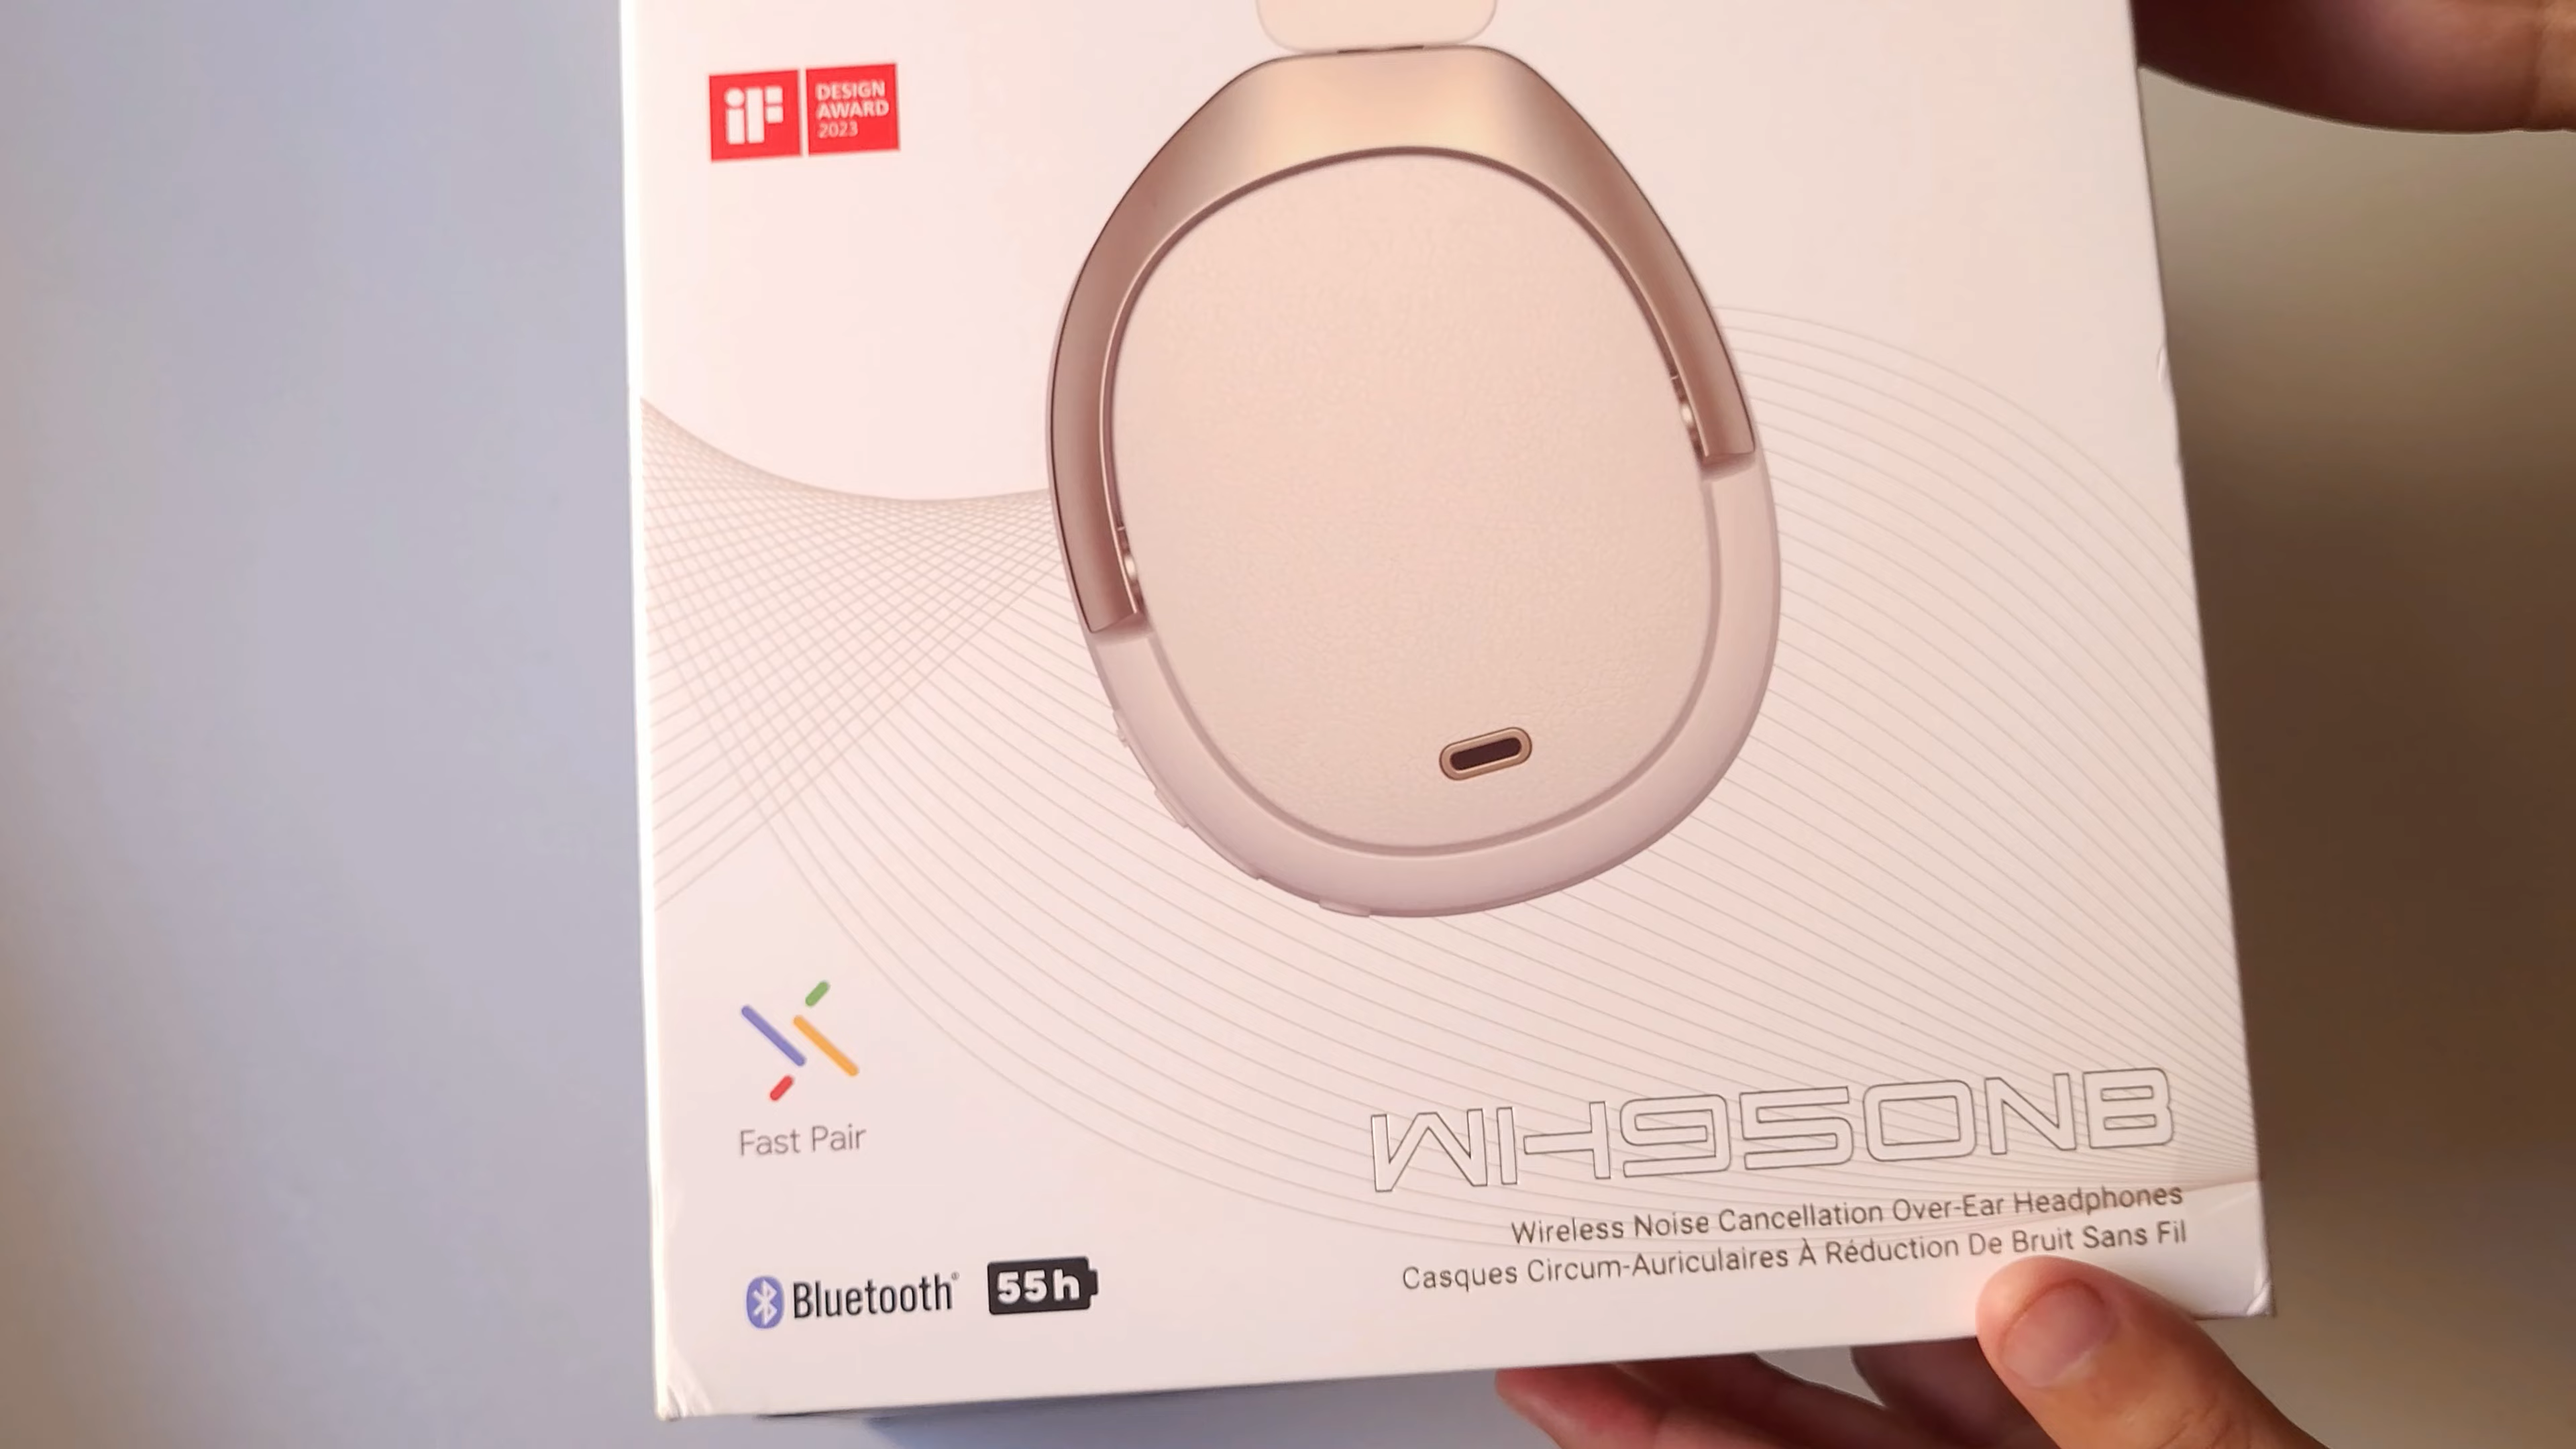 iF
DESIGN
AWARD
2023
Fast Pair
WH950NB
Wireless Noise Cancellation Over-Ear Headphones
Casques Circum-Auriculaires À Réduction De Bruit Sans Fil
Bluetooth®
55h